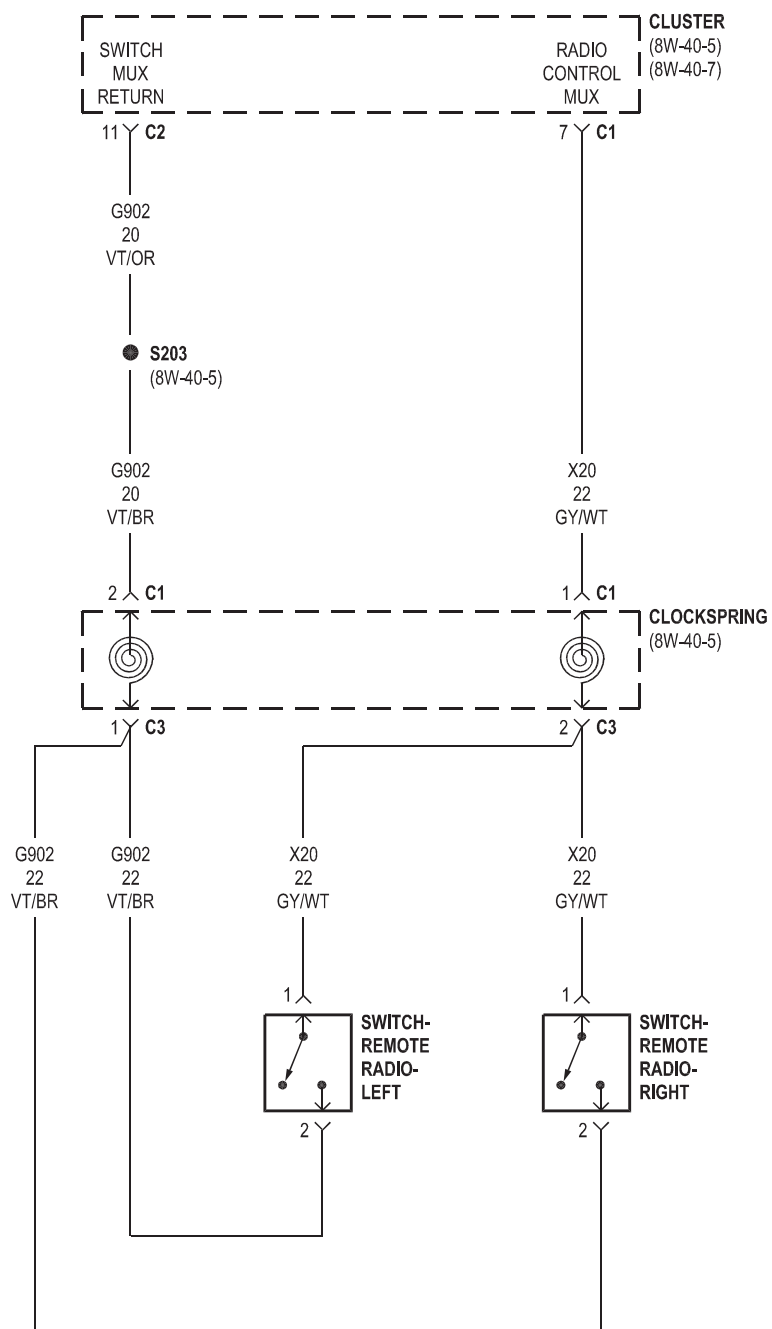 CLUSTER
(8W-40-5)
(8W-40-7)
SWITCH
MUX
RETURN
RADIO
CONTROL
MUX
11 C2
7 C1
G902
20
VT/OR
S203
(8W-40-5)
G902
20
VT/BR
X20
22
GY/WT
2 C1
1 C1
CLOCKSPRING
(8W-40-5)
1 C3
2 C3
G902
22
VT/BR
G902
22
VT/BR
X20
22
GY/WT
X20
22
GY/WT
1
SWITCH-
REMOTE
RADIO-
LEFT
2
1
SWITCH-
REMOTE
RADIO-
RIGHT
2